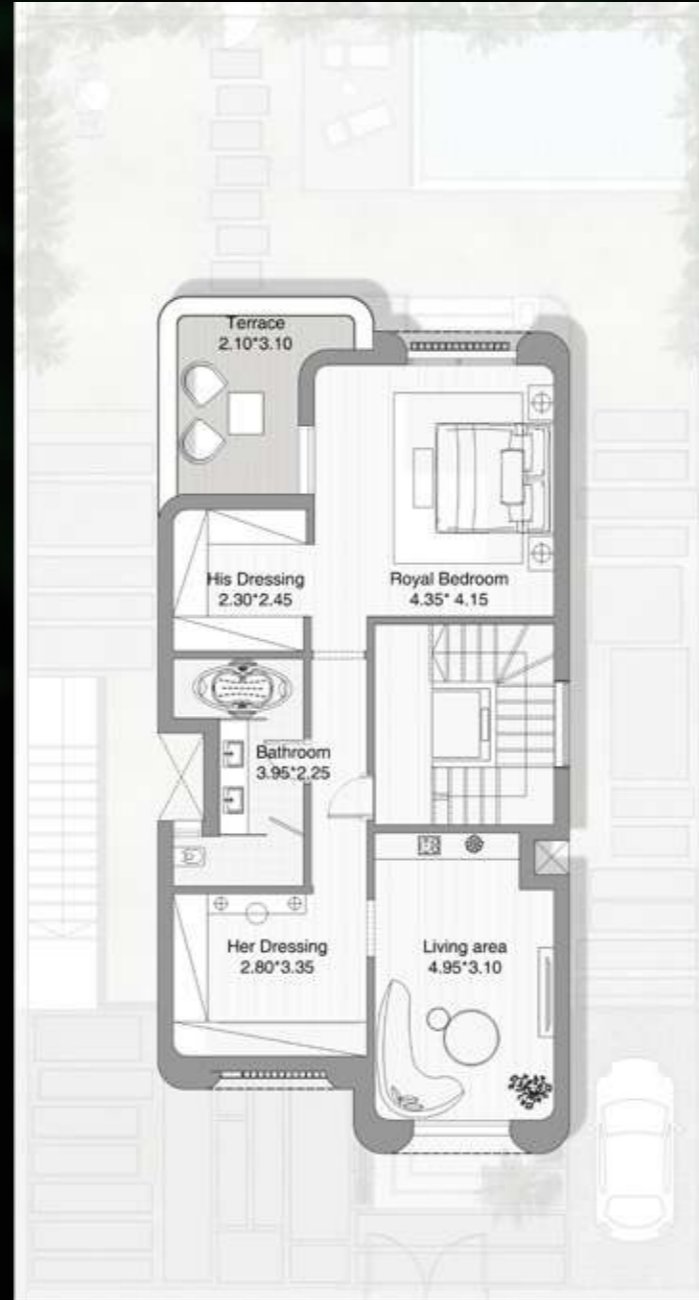 Terrace
2.10*3.10
His Dressing
2.30*2.45
Royal Bedroom
4.35* 4.15
Bathroom
3.95*2.25
Her Dressing
2.80*3.35
Living area
4.95*3.10